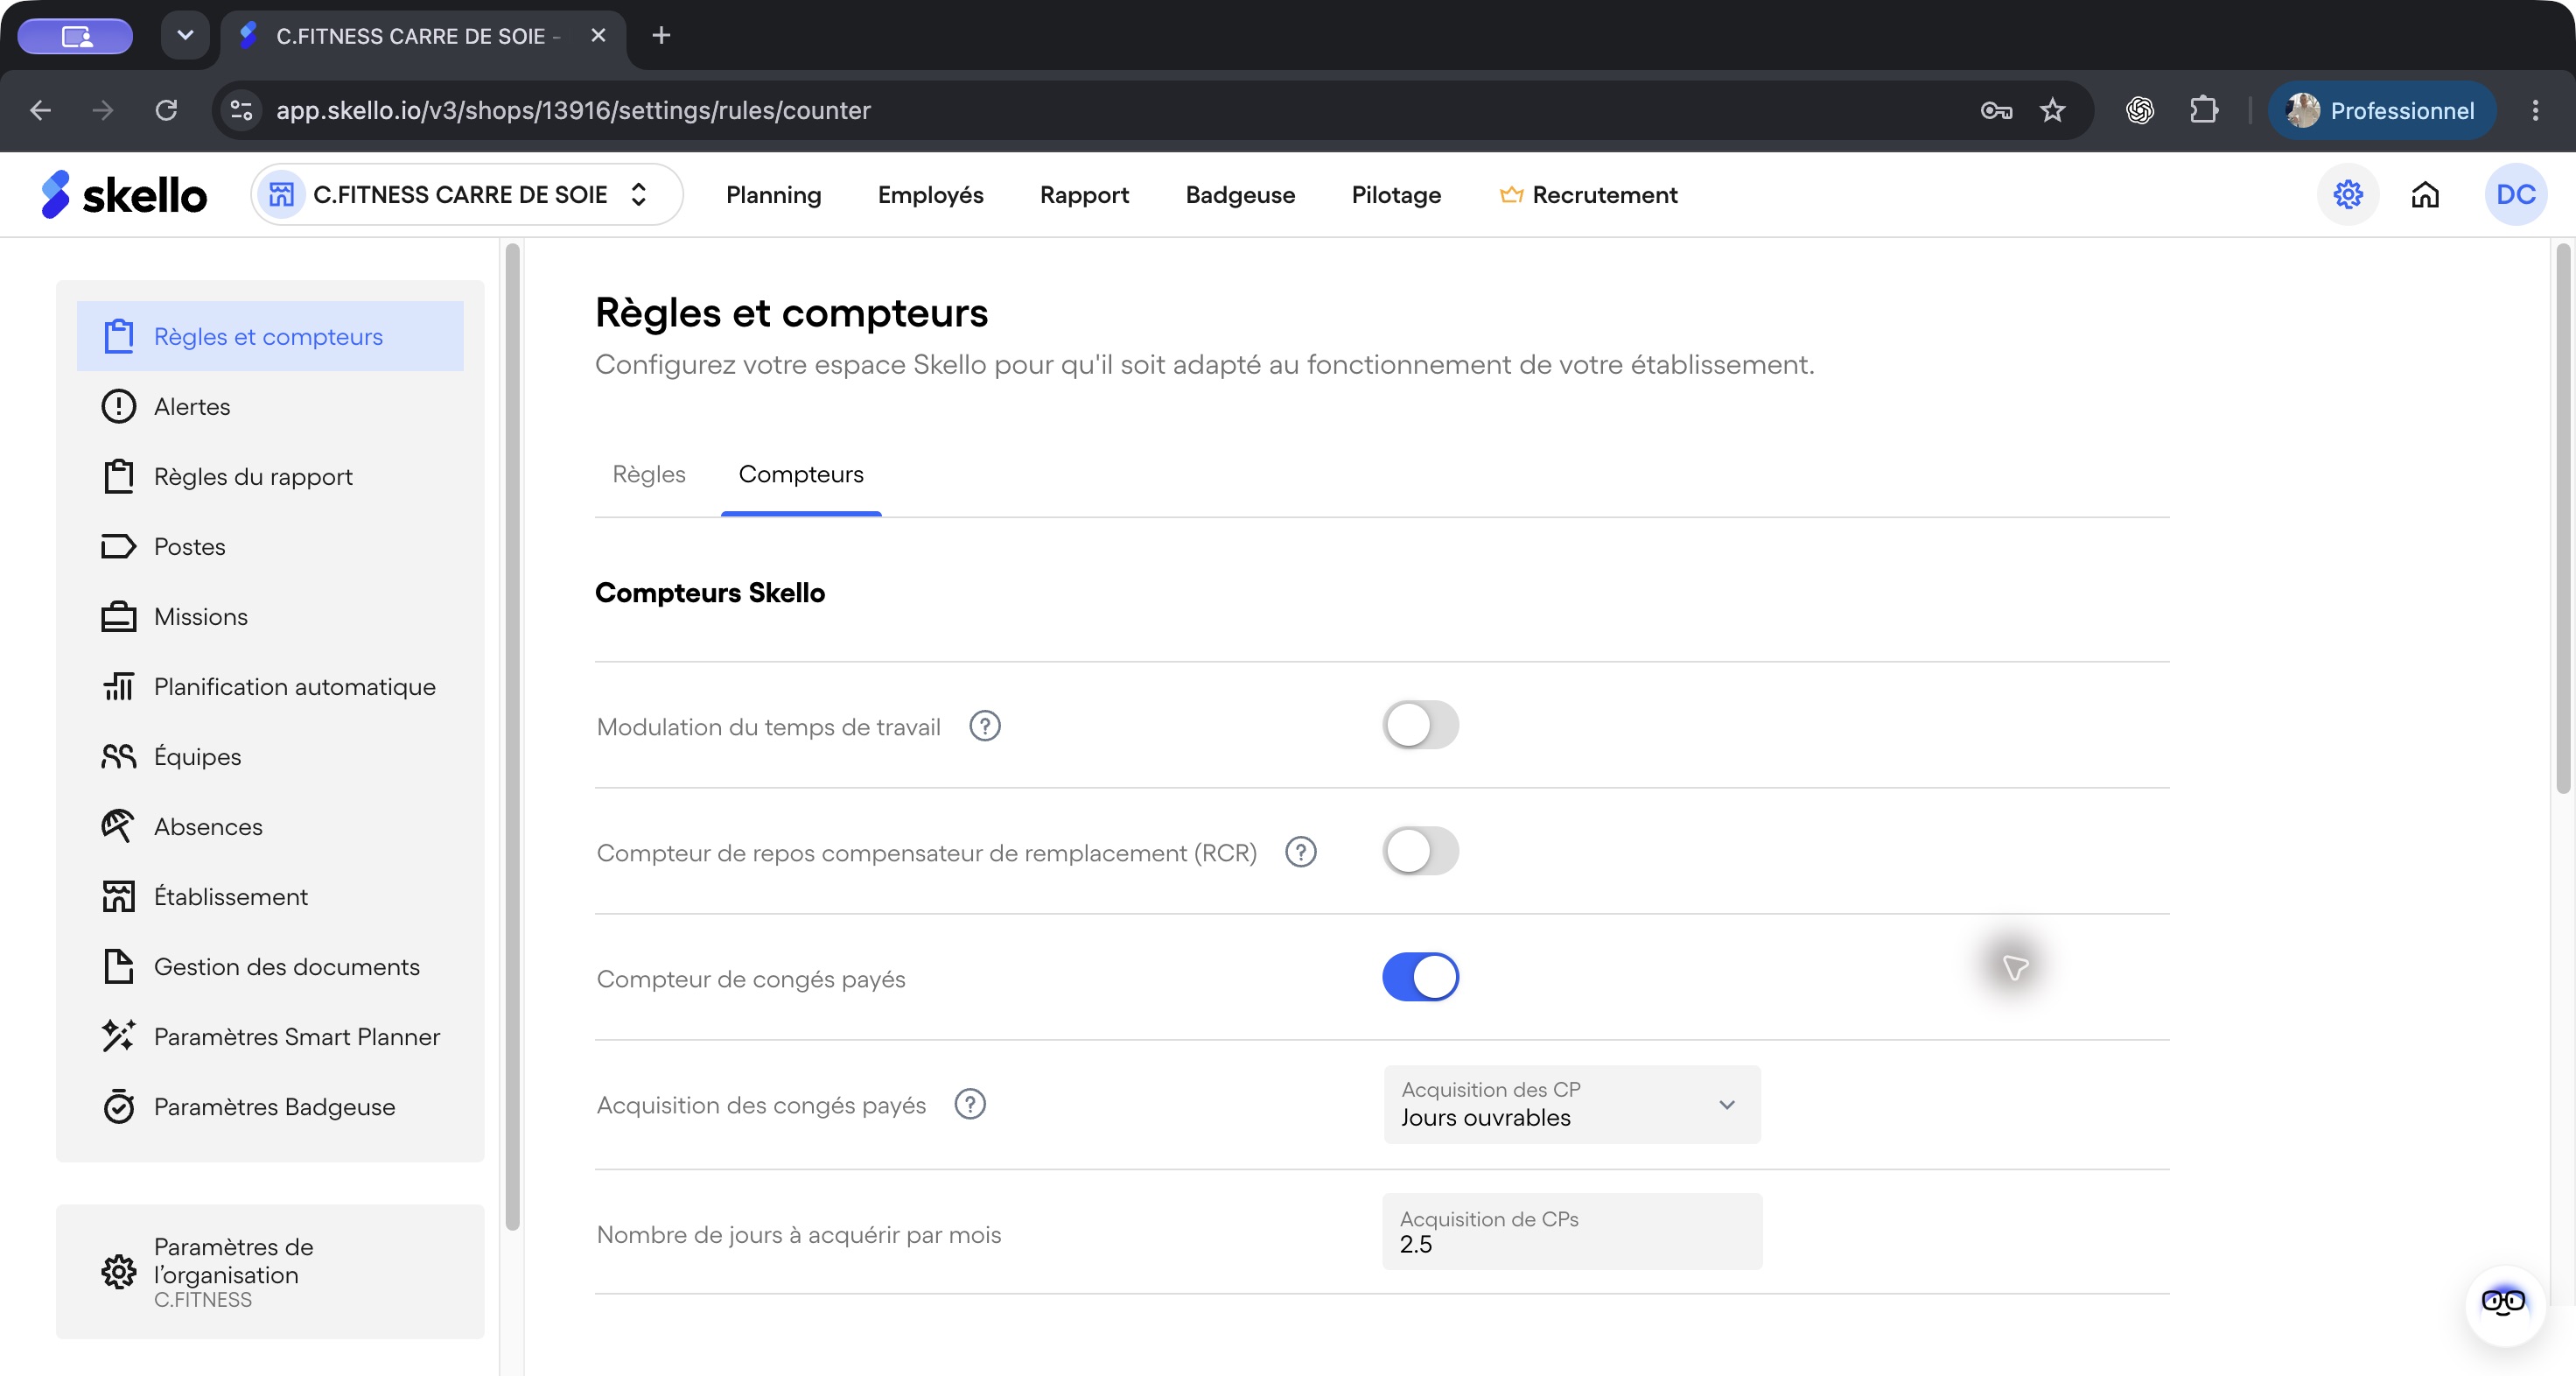 C.FITNESS CARRE DE SOIE -
app.skello.io/v3/shops/13916/settings/rules/counter
Professionnel
skello
C.FITNESS CARRE DE SOIE
Planning
Employés
Rapport
Badgeuse
Pilotage
Recrutement
DC
Règles et compteurs
Alertes
Règles du rapport
Postes
Missions
Planification automatique
Équipes
Absences
Établissement
Gestion des documents
Paramètres Smart Planner
Paramètres Badgeuse
Paramètres de
l'organisation
C.FITNESS
Règles et compteurs
Configurez votre espace Skello pour qu'il soit adapté au fonctionnement de votre établissement.
Règles
Compteurs
Compteurs Skello
Modulation du temps de travail ?
Compteur de repos compensateur de remplacement (RCR) ?
Compteur de congés payés
Acquisition des congés payés ?
Acquisition des CP
Jours ouvrables
Nombre de jours à acquérir par mois
Acquisition de CPs
2.5